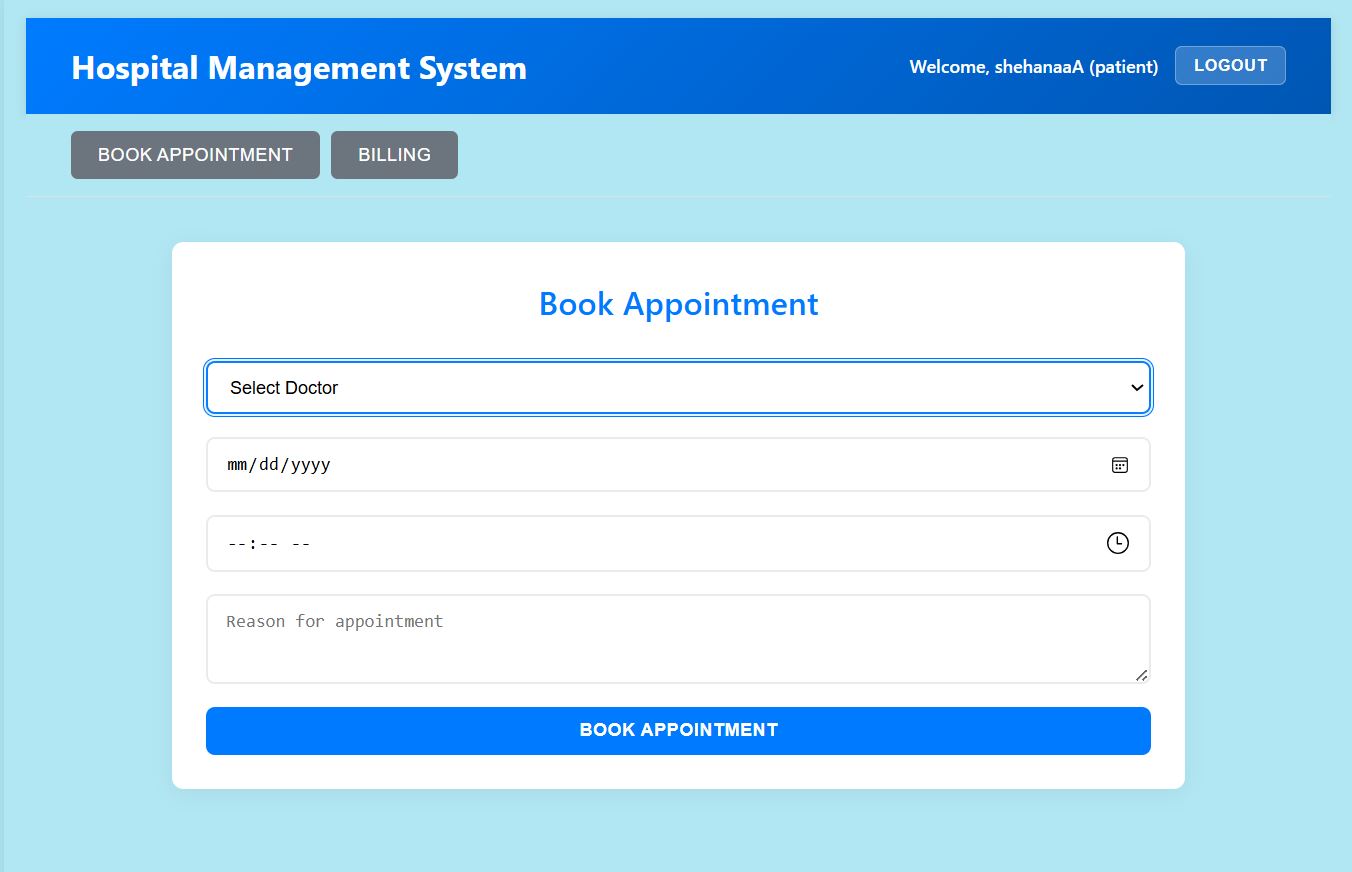 Hospital Management System
Welcome, shehanaaA (patient)
LOGOUT
BOOK APPOINTMENT
BILLING
Book Appointment
Select Doctor
mm/dd/yyyy
--:-- --
Reason for appointment
BOOK APPOINTMENT